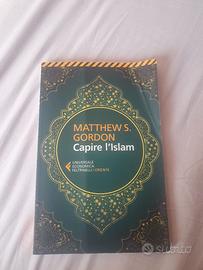 MATTHEW S.
GORDON
Capire l'Islam
UNIVERSALE
ECONOMICA
FELTRINELLI/ORIENTE
subito